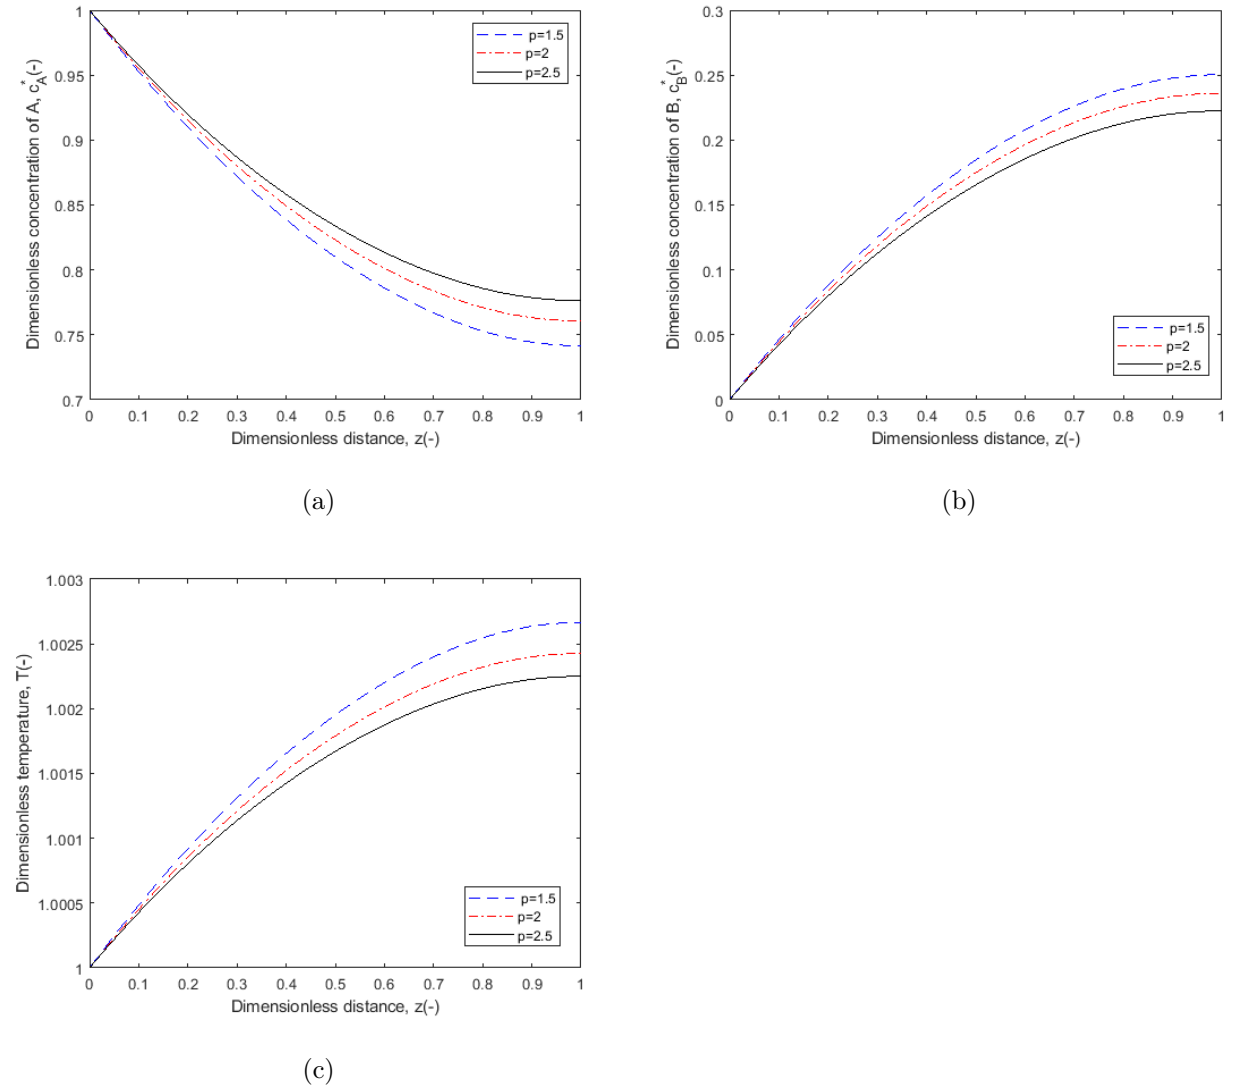 1
0.95
0.9
0.85
0.8
0.75
0.7
Dimensionless concentration of A, c*A(-)
p=1.5
p=2
p=2.5
0 0.1 0.2 0.3 0.4 0.5 0.6 0.7 0.8 0.9 1
Dimensionless distance, z(-)
(a)
0.3
0.25
0.2
0.15
0.1
0.05
0
Dimensionless concentration of B, c*B(-)
p=1.5
p=2
p=2.5
0 0.1 0.2 0.3 0.4 0.5 0.6 0.7 0.8 0.9 1
Dimensionless distance, z(-)
(b)
1.003
1.0025
1.002
1.0015
1.001
1.0005
1
Dimensionless temperature, T(-)
p=1.5
p=2
p=2.5
0 0.1 0.2 0.3 0.4 0.5 0.6 0.7 0.8 0.9 1
Dimensionless distance, z(-)
(c)